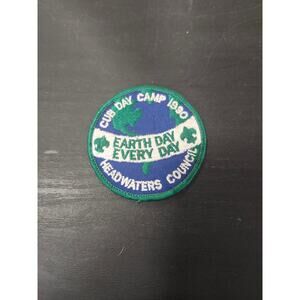 CUB DAY CAMP 1990
EARTH DAY
EVERY DAY
HEADWATERS COUNCIL